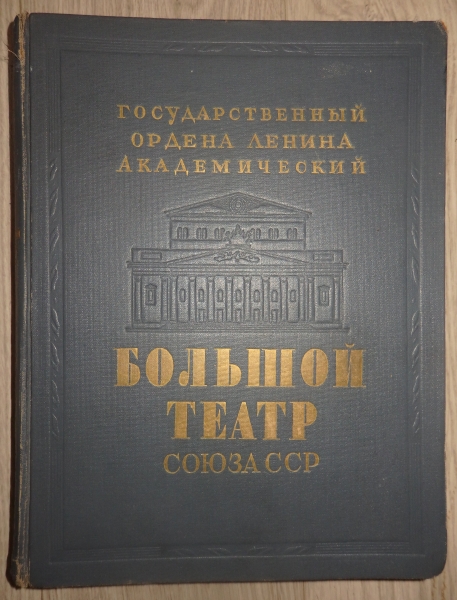 ГОСУДАРСТВЕННЫЙ
ОРДЕНА ЛЕНИНА
АКАДЕМИЧЕСКИЙ
БОЛЬШОЙ
ТЕАТР
СОЮЗА ССР